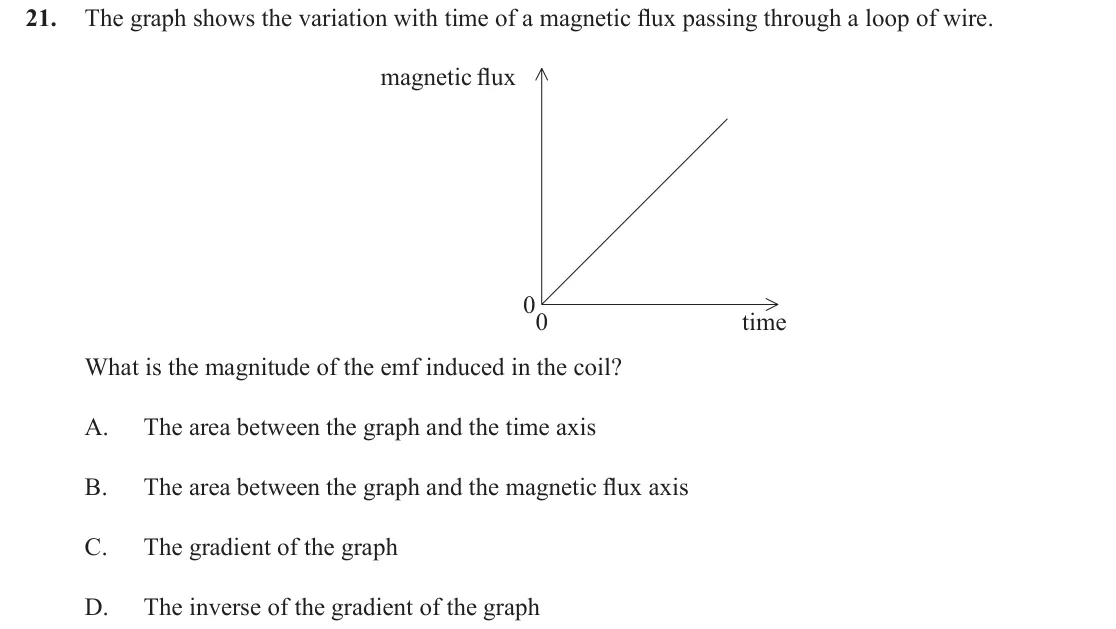 21. The graph shows the variation with time of a magnetic flux passing through a loop of wire.
magnetic flux
0
0
time
What is the magnitude of the emf induced in the coil?
A. The area between the graph and the time axis
B. The area between the graph and the magnetic flux axis
C. The gradient of the graph
D. The inverse of the gradient of the graph